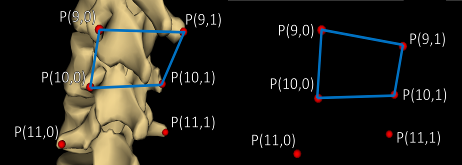 P(9,0)
P(9,1)
P(10,0)
P(10,1)
P(11,0)
P(11,1)
P(9,0)
P(9,1)
P(10,0)
P(10,1)
P(11,0)
P(11,1)